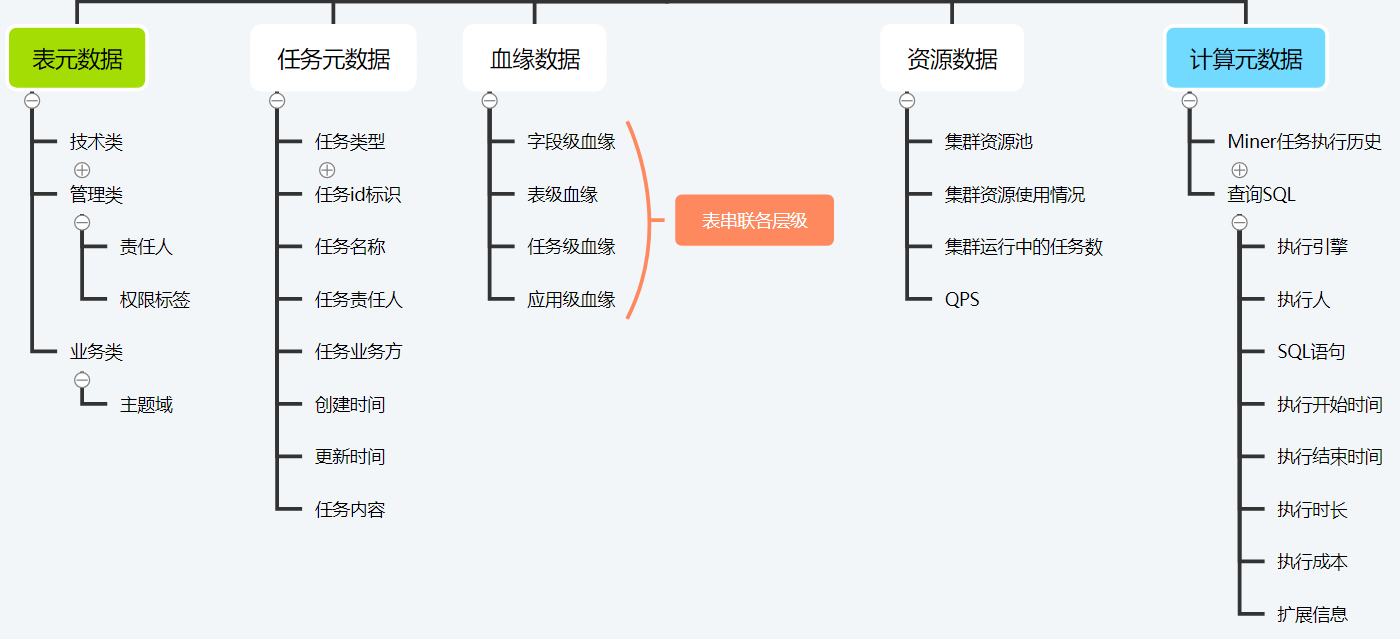 表元数据
技术类
管理类
责任人
权限标签
业务类
主题域
任务元数据
任务类型
任务id标识
任务名称
任务责任人
任务业务方
创建时间
更新时间
任务内容
血缘数据
字段级血缘
表级血缘
任务级血缘
应用级血缘
表串联各层级
资源数据
集群资源池
集群资源使用情况
集群运行中的任务数
QPS
计算元数据
Miner任务执行历史
查询SQL
执行引擎
执行人
SQL语句
执行开始时间
执行结束时间
执行时长
执行成本
扩展信息